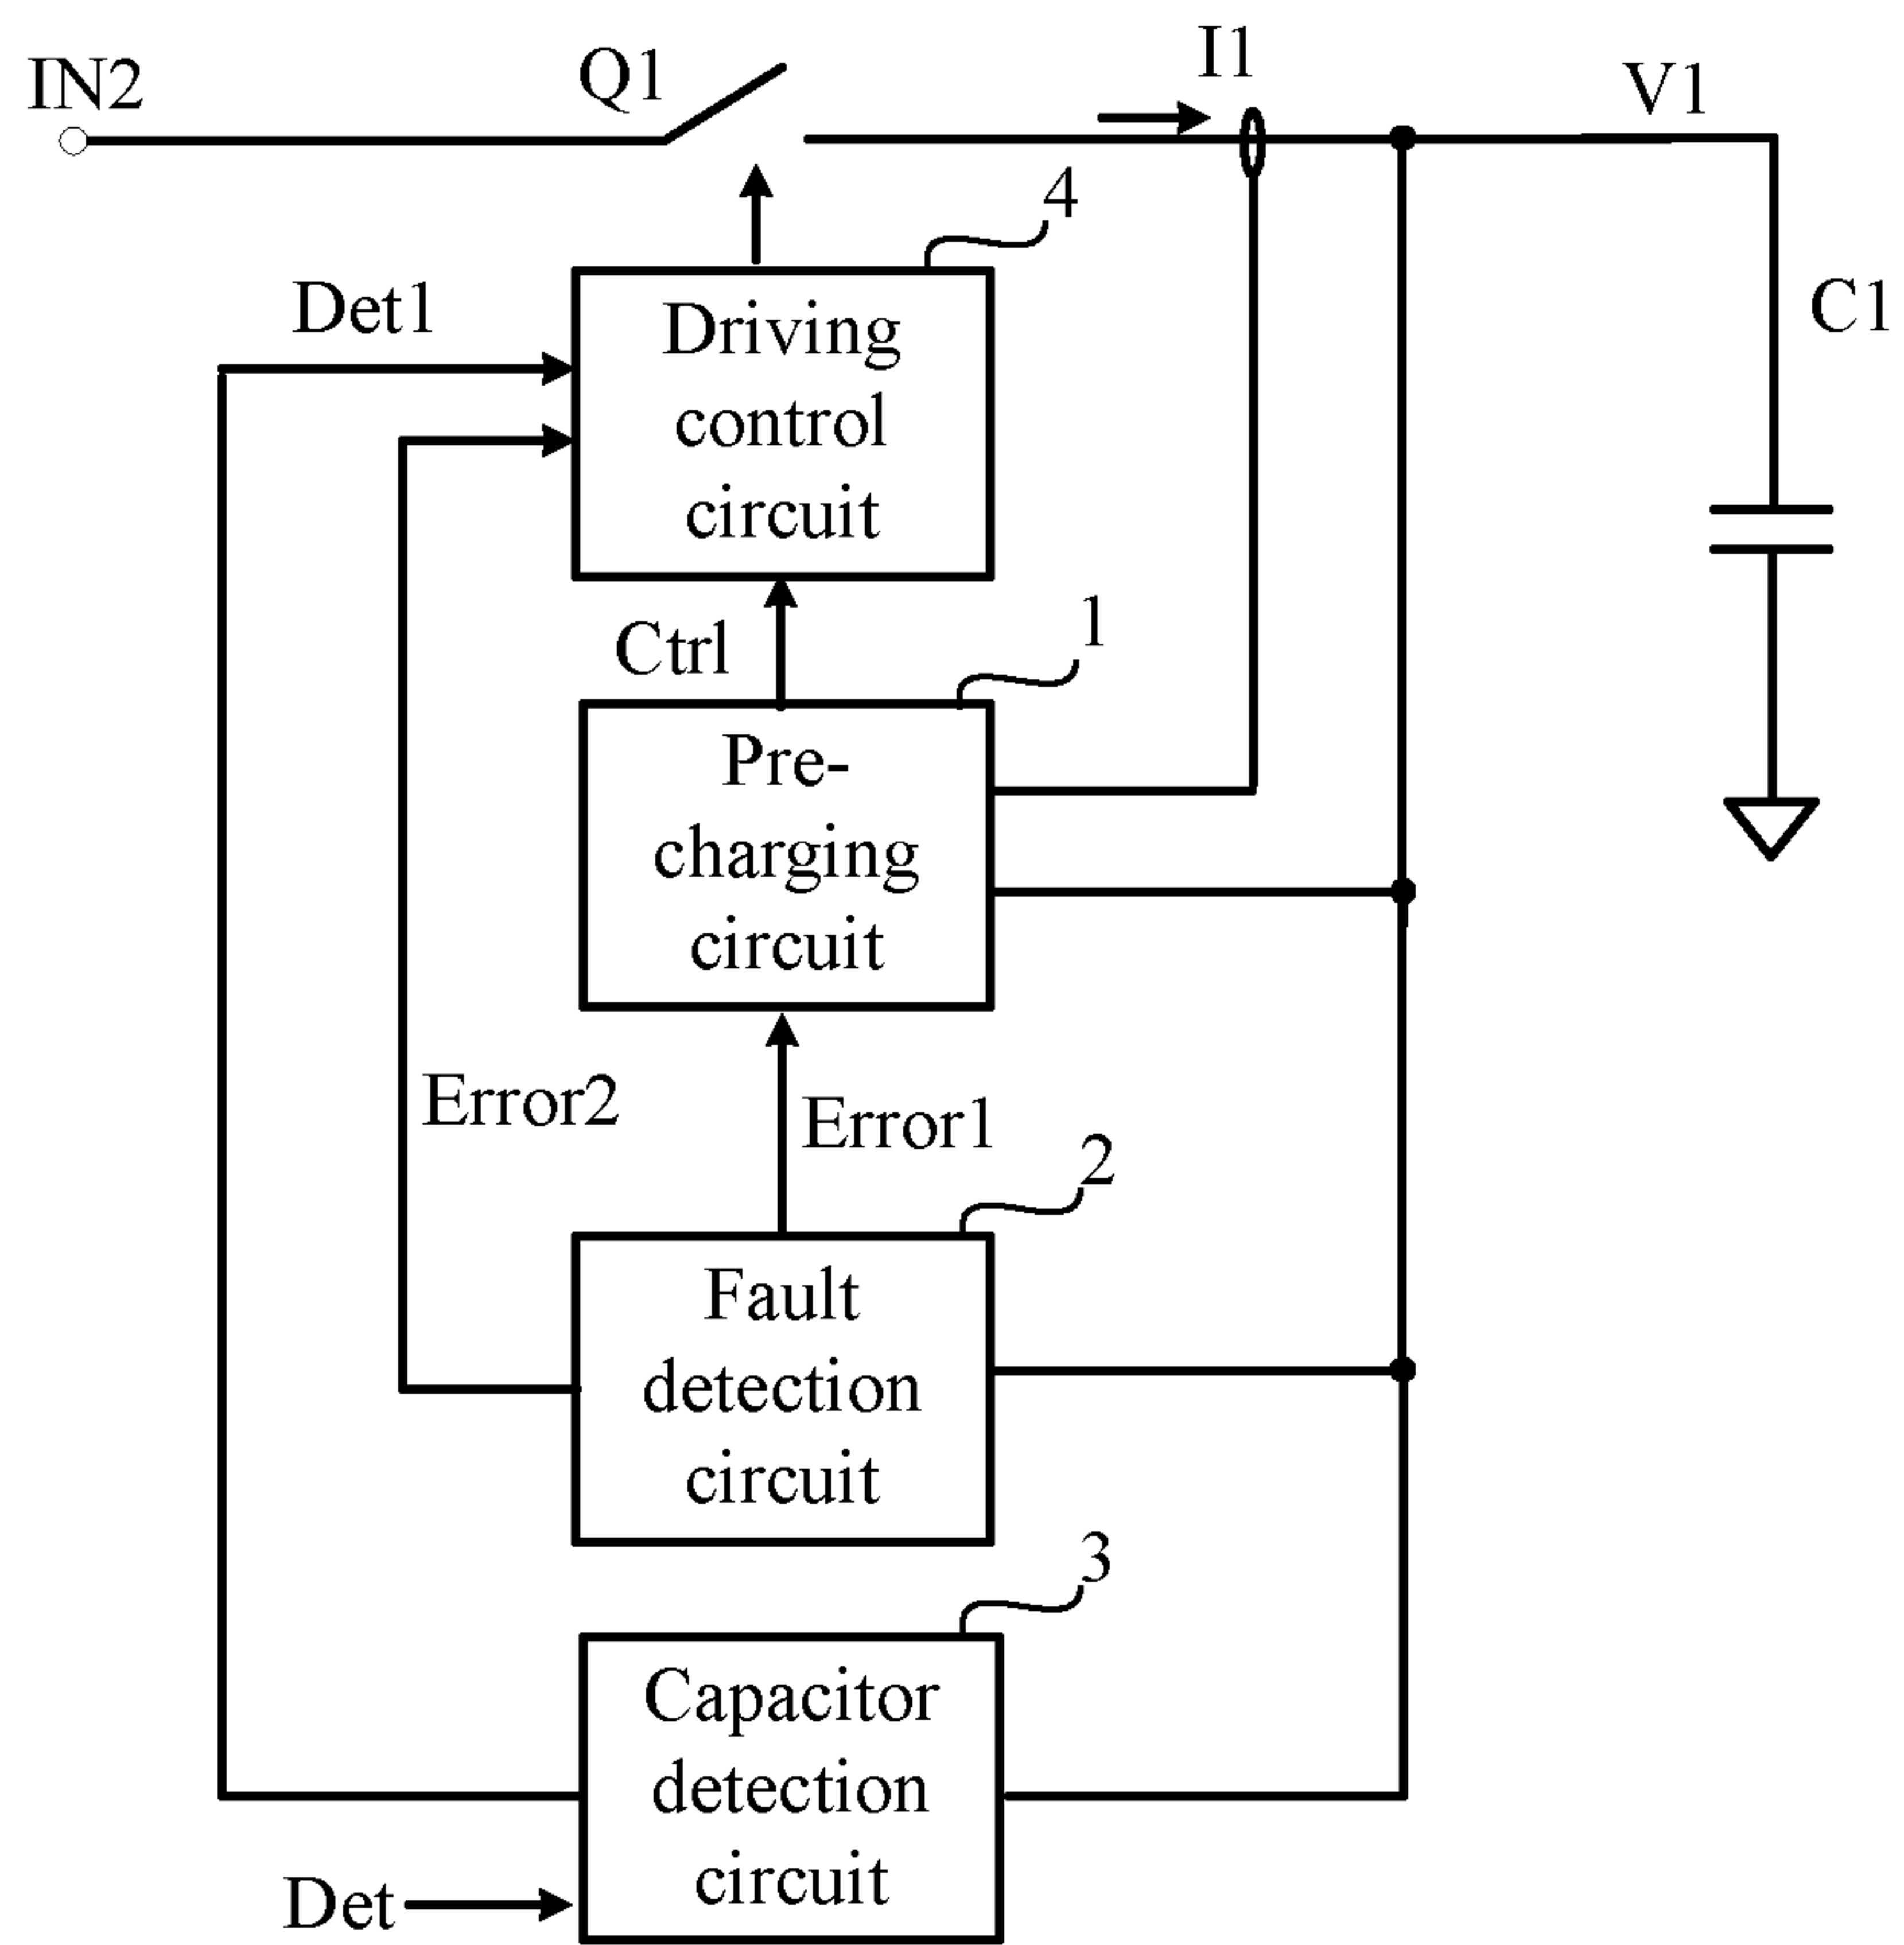 IN2
Q1
I1
V1
4
Det1
Driving
control
circuit
C1
Ctrl
1
Pre-
charging
circuit
Error2
Error1
2
Fault
detection
circuit
3
Capacitor
detection
circuit
Det